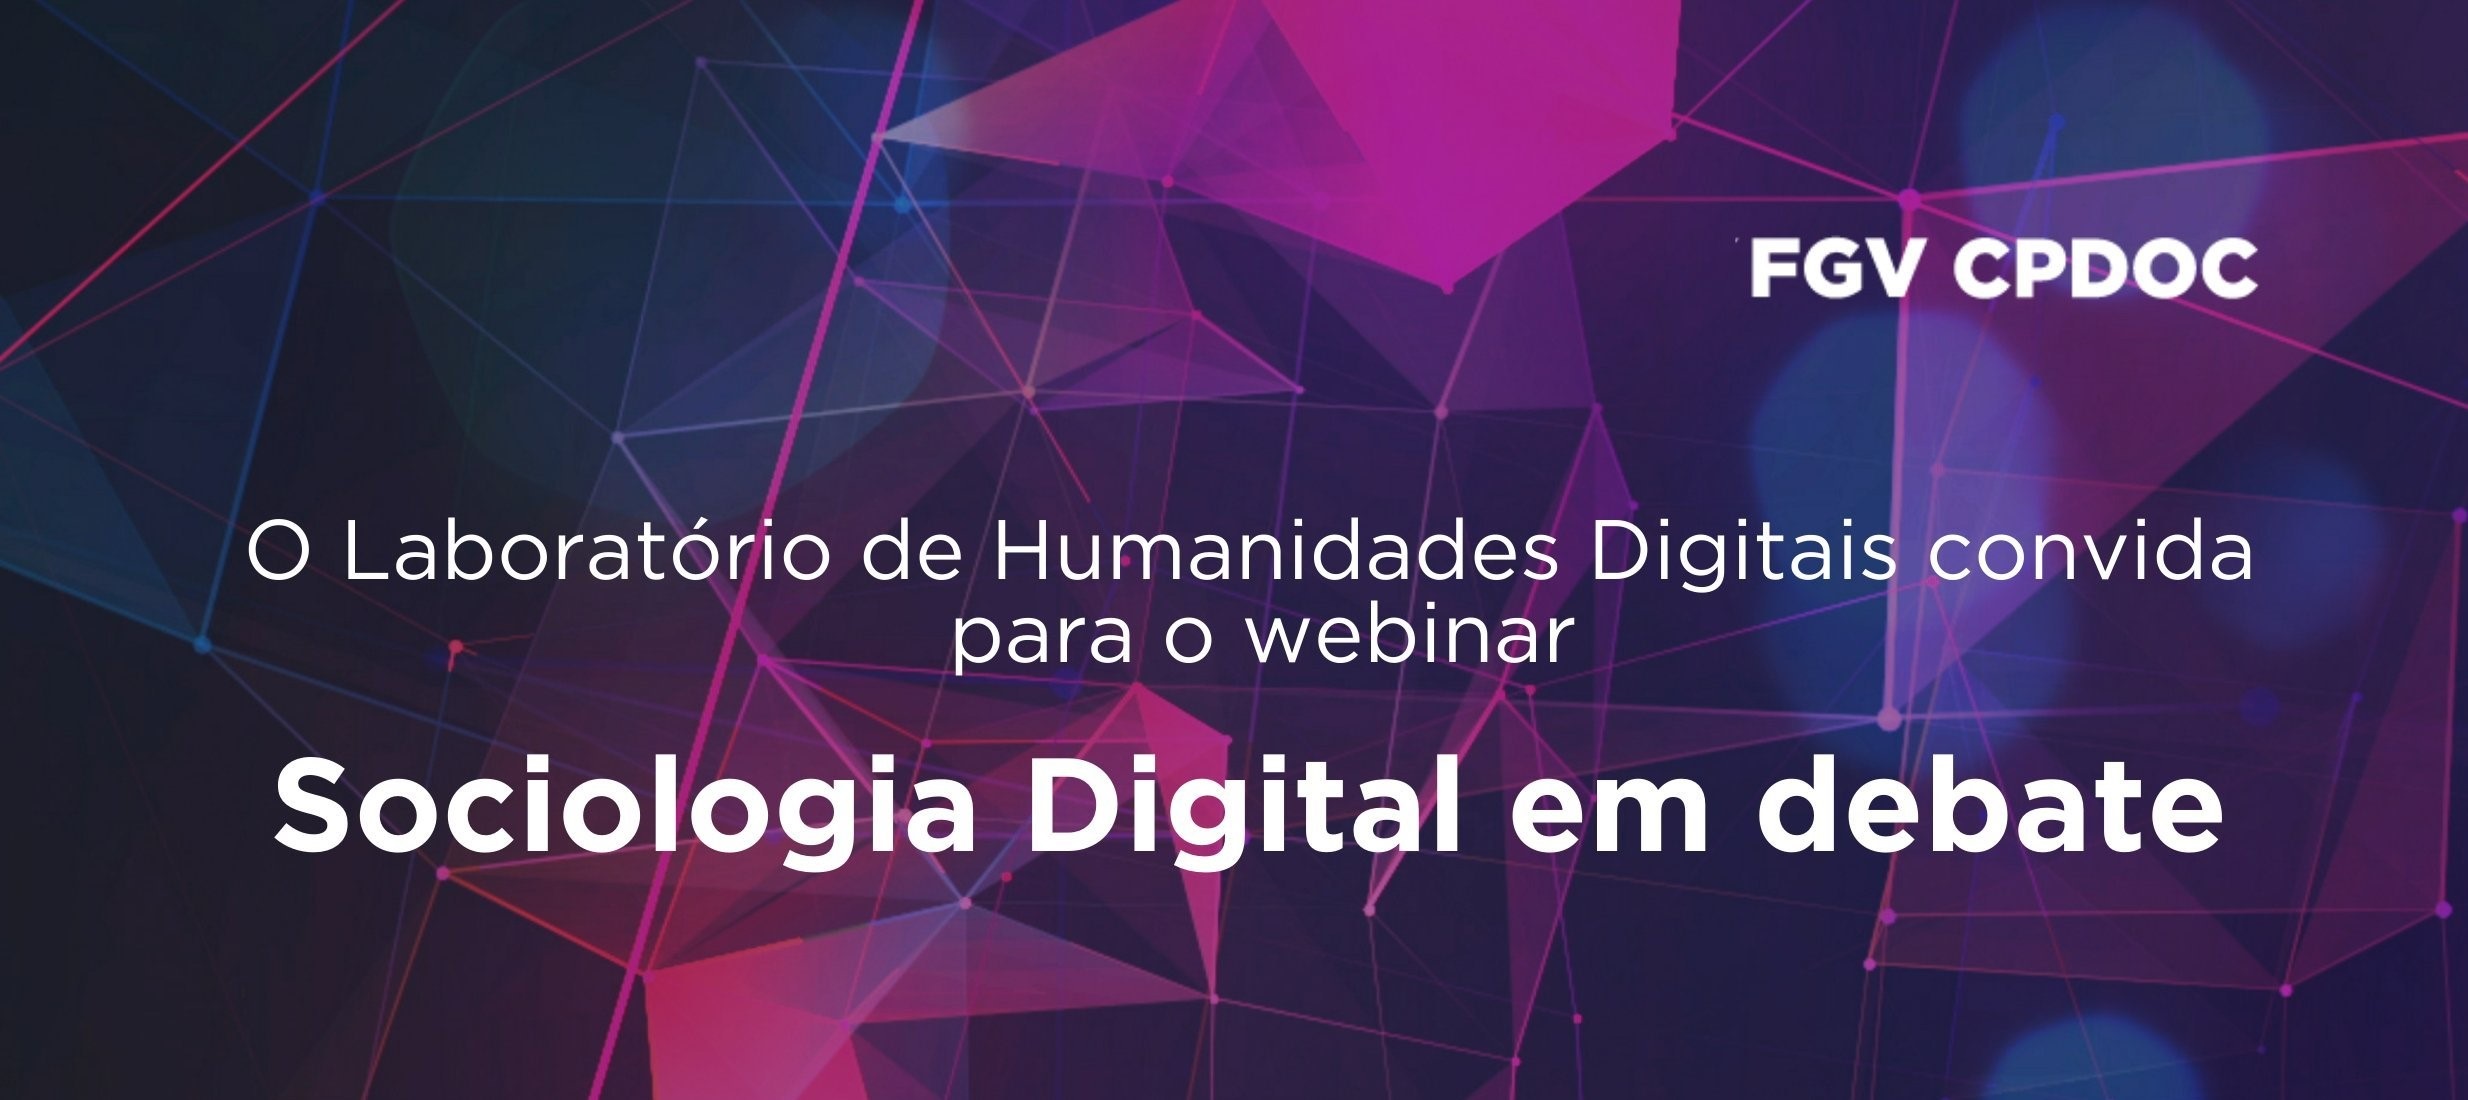 FGV CPDOC
O Laboratório de Humanidades Digitais convida
para o webinar
Sociologia Digital em debate